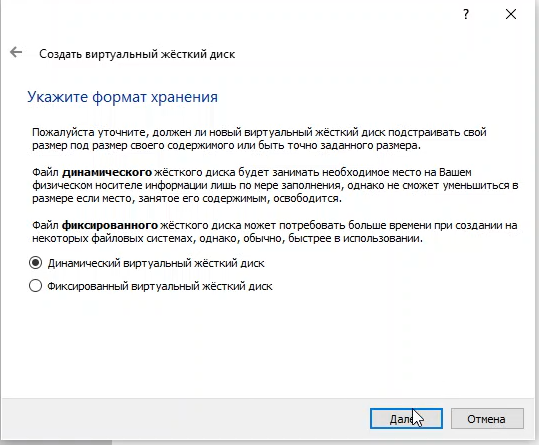 ?
Создать виртуальный жёсткий диск
Укажите формат хранения
Пожалуйста уточните, должен ли новый виртуальный жёсткий диск подстраивать свой
размер под размер своего содержимого или быть точно заданного размера.
Файл динамического жёсткого диска будет занимать необходимое место на Вашем
физическом носителе информации лишь по мере заполнения, однако не сможет уменьшиться в
размере если место, занятое его содержимым, освободится.
Файл фиксированного жёсткого диска может потребовать больше времени при создании на
некоторых файловых системах, однако, обычно, быстрее в использовании.
Динамический виртуальный жёсткий диск
Фиксированный виртуальный жёсткий диск
Далее
Отмена